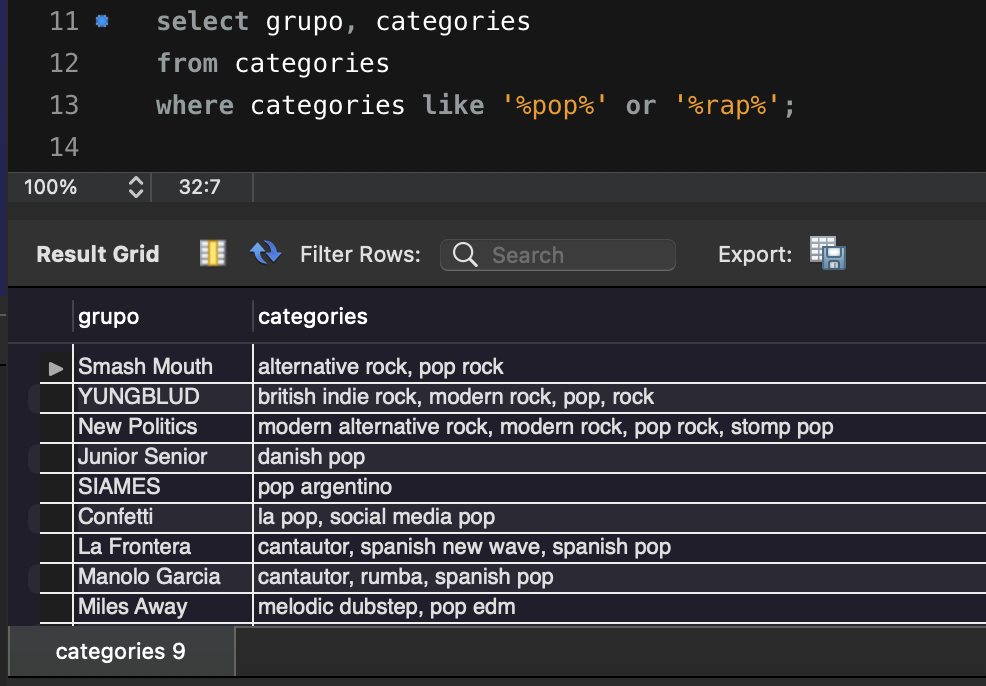 11 select grupo, categories
12 from categories
13 where categories like '%pop%' or '%rap%';
14
100% 32:7
Result Grid Filter Rows: Search Export:
grupo categories
Smash Mouth alternative rock, pop rock
YUNGBLUD british indie rock, modern rock, pop, rock
New Politics modern alternative rock, modern rock, pop rock, stomp pop
Junior Senior danish pop
SIAMES pop argentino
Confetti la pop, social media pop
La Frontera cantautor, spanish new wave, spanish pop
Manolo Garcia cantautor, rumba, spanish pop
Miles Away melodic dubstep, pop edm
categories 9